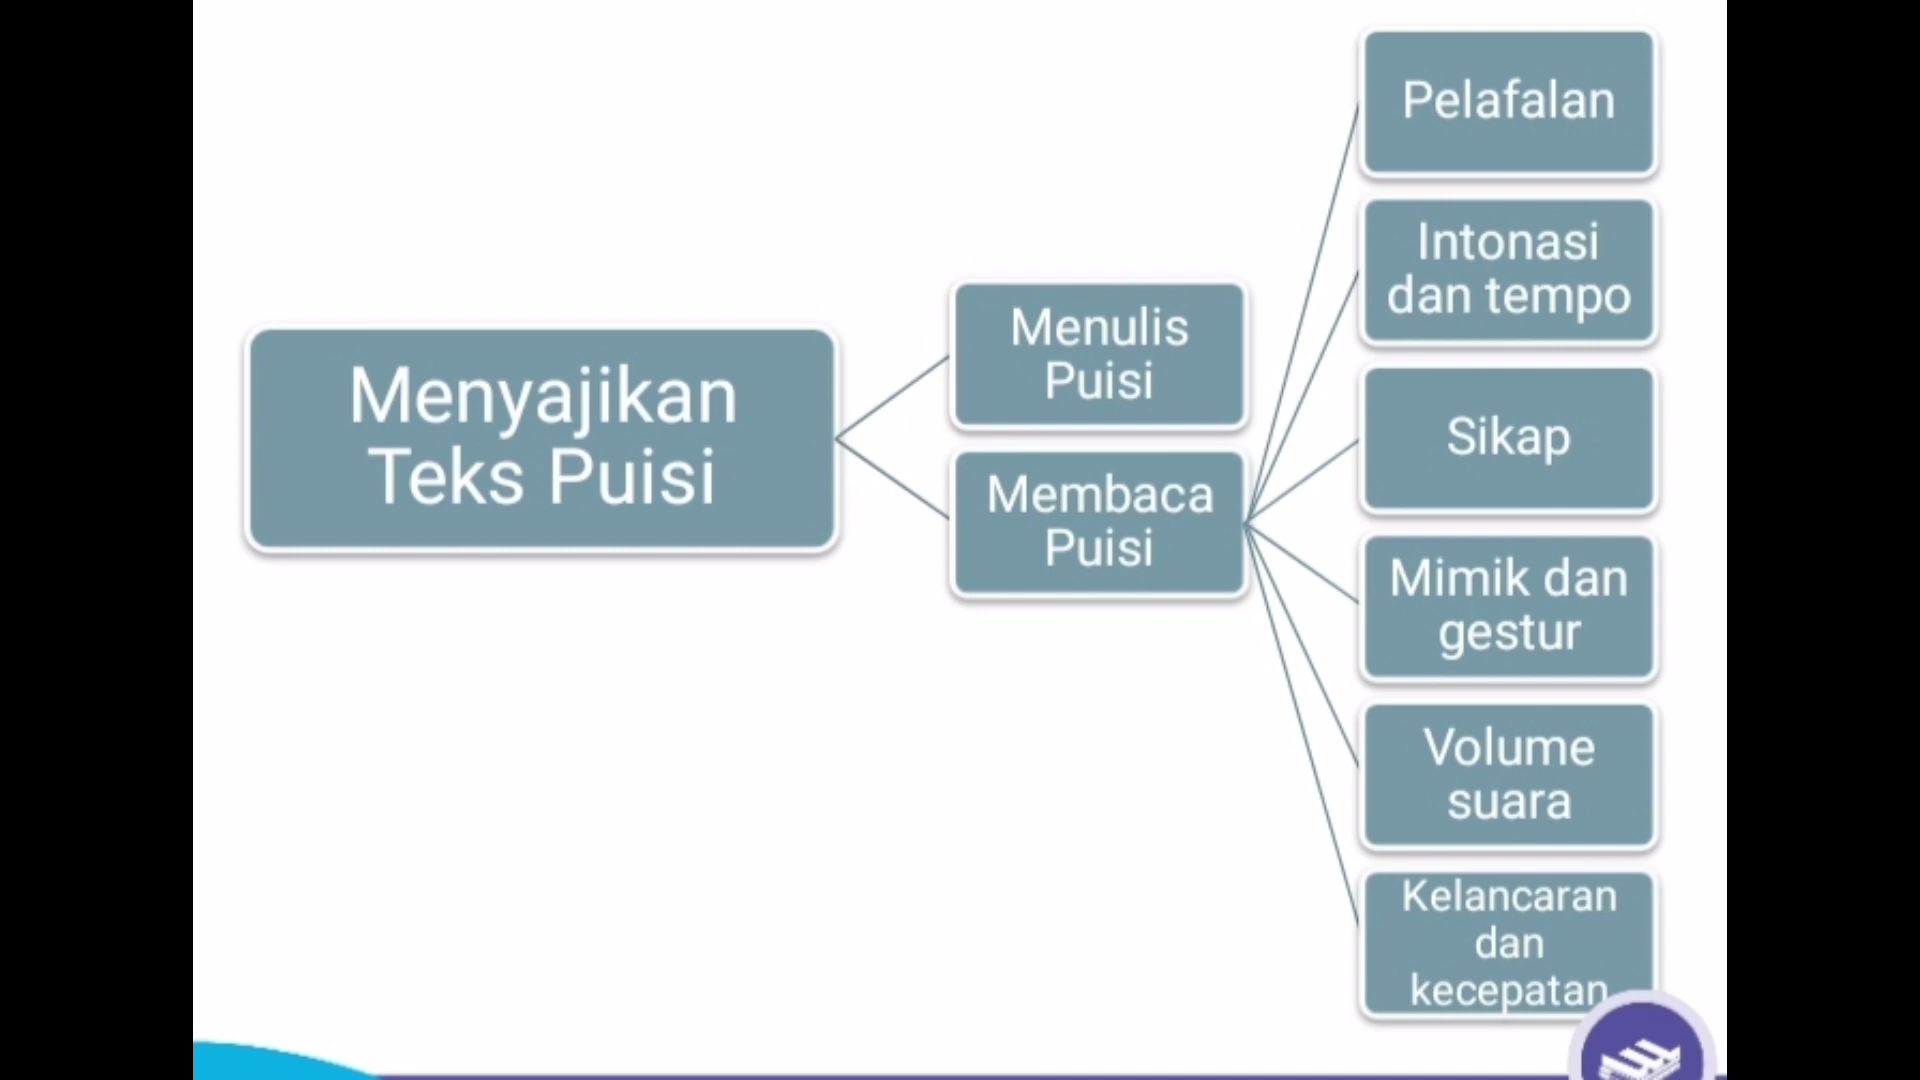 Menyajikan
Teks Puisi
Menulis
Puisi
Membaca
Puisi
Pelafalan
Intonasi
dan tempo
Sikap
Mimik dan
gestur
Volume
suara
Kelancaran
dan
kecepatan